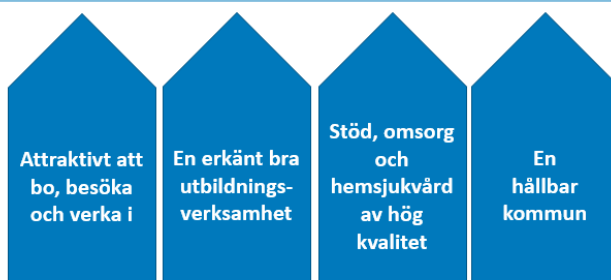 Attraktivt att
bo, besöka
och verka i
En erkänt bra
utbildnings-
verksamhet
Stöd, omsorg
och
hemsjukvård
av hög
kvalitet
En
hållbar
kommun